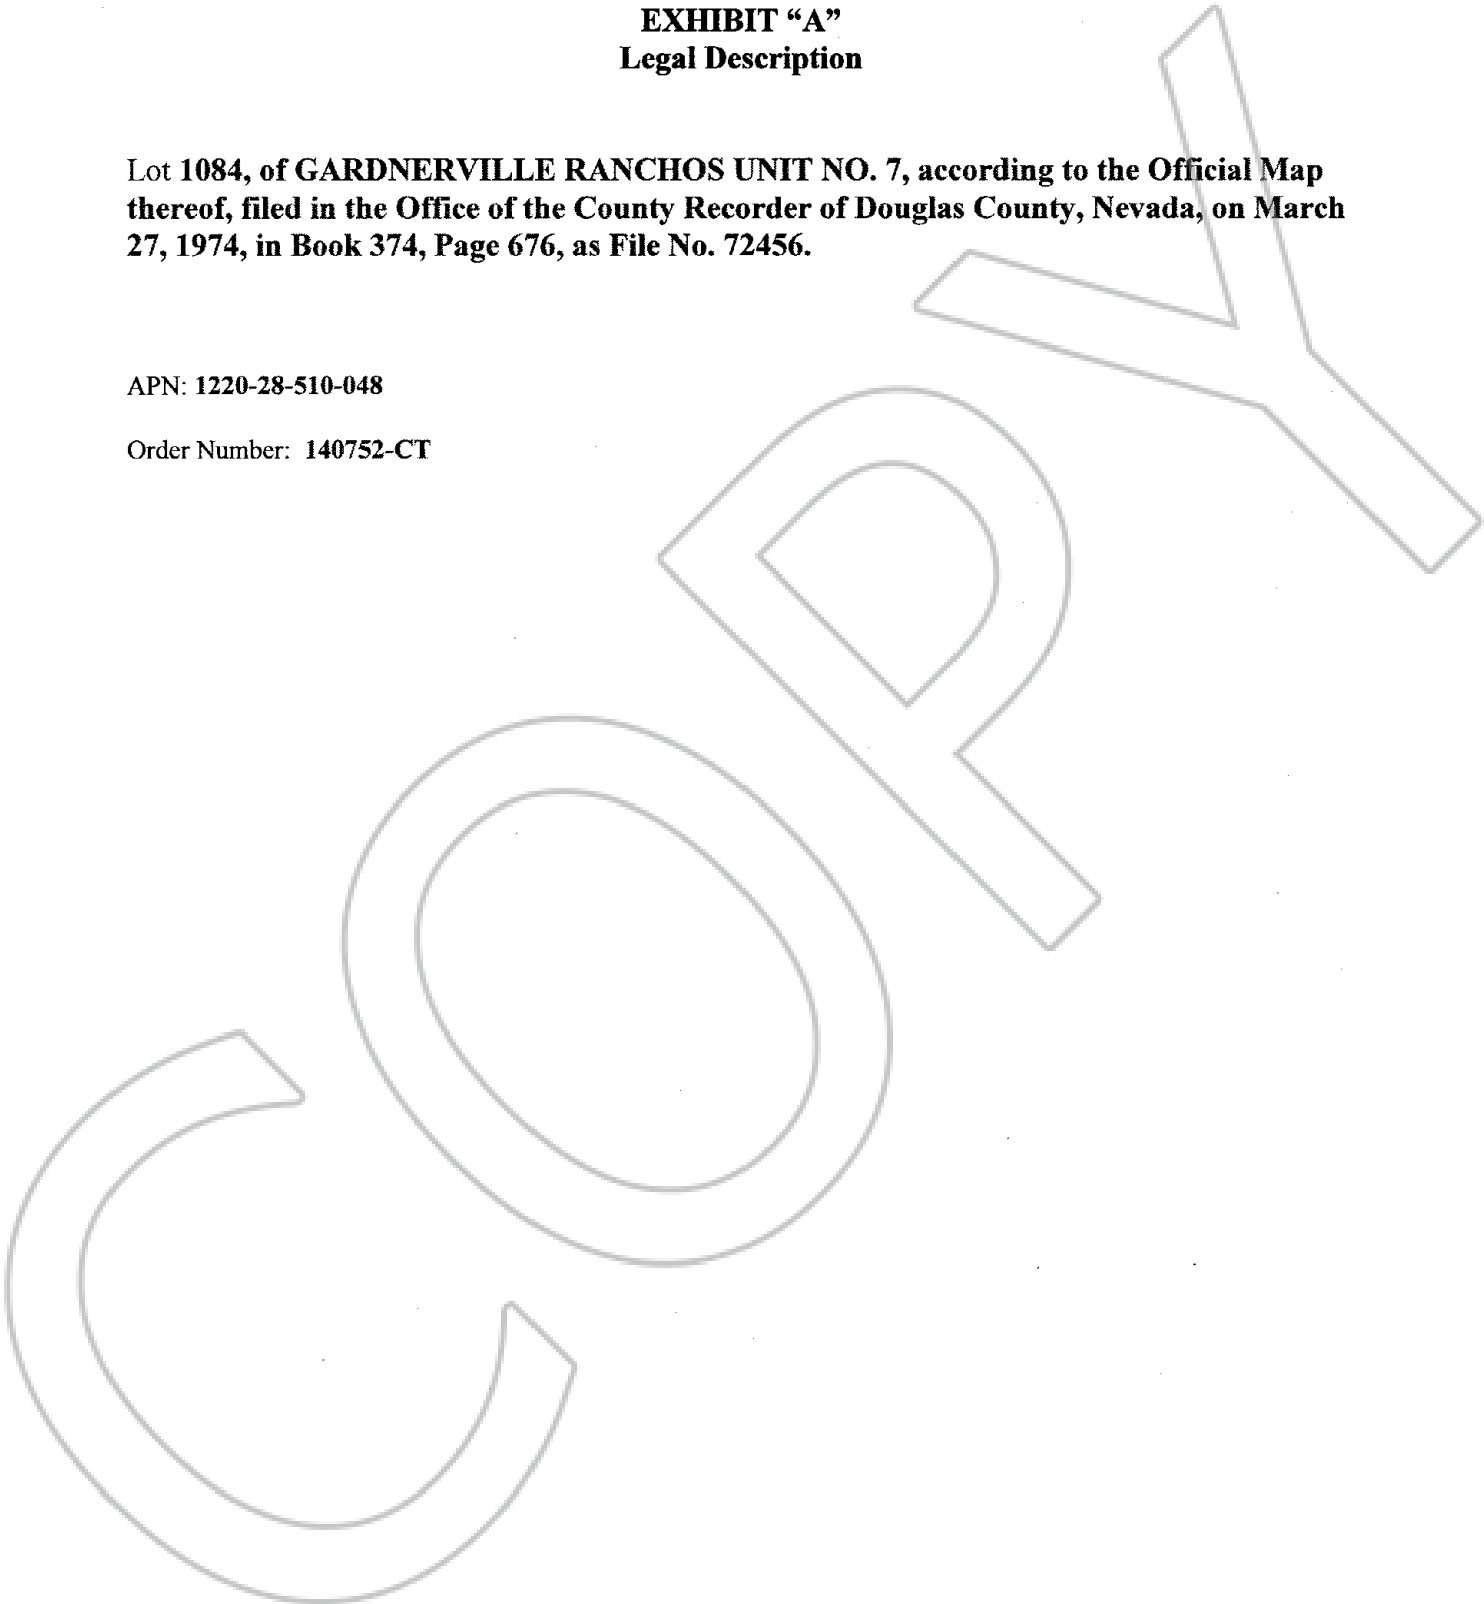 EXHIBIT “A”
Legal Description
Lot 1084, of GARDNERVILLE RANCHOS UNIT NO. 7, according to the Official Map
thereof, filed in the Office of the County Recorder of Douglas County, Nevada, on March
27, 1974, in Book 374, Page 676, as File No. 72456.
APN: 1220-28-510-048
Order Number: 140752-CT
COPY